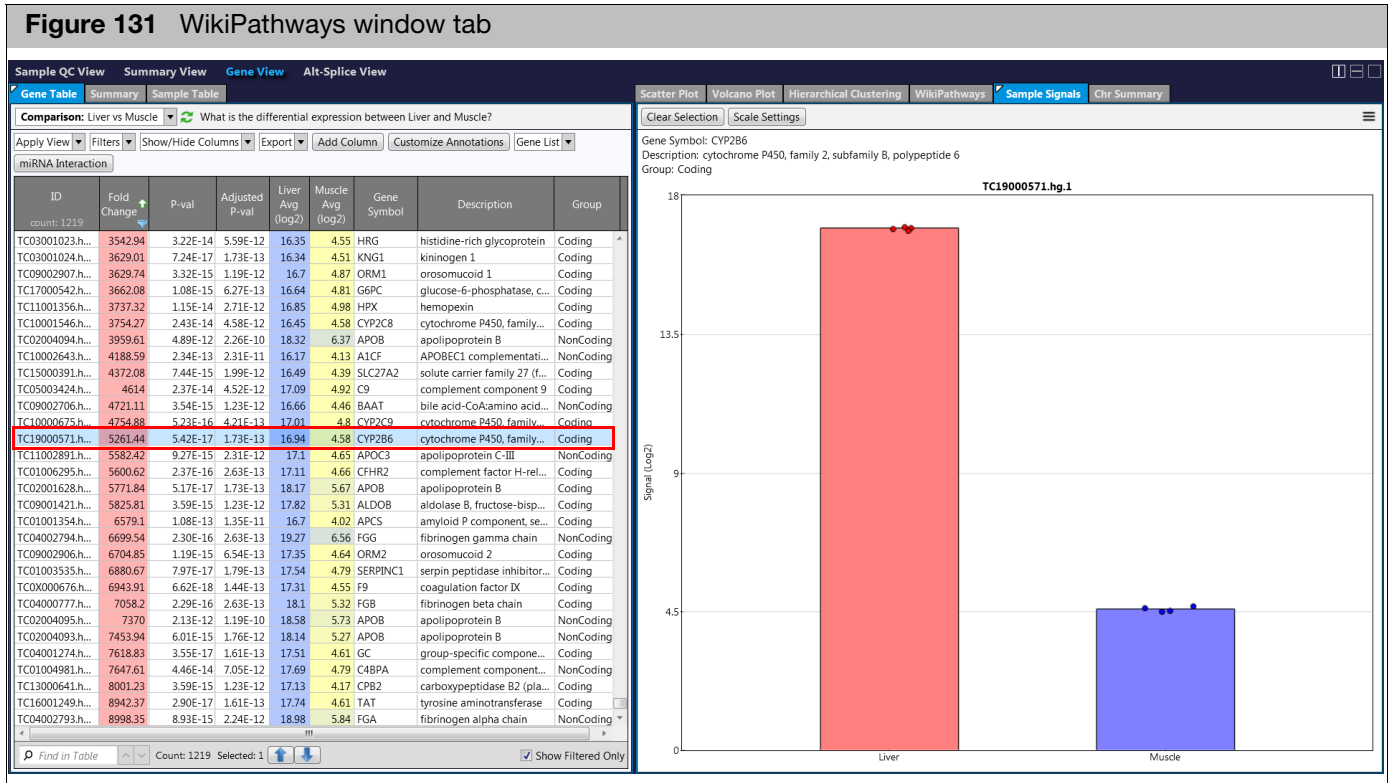 Figure 131 WikiPathways window tab
Sample QC View Summary View Gene View Alt-Splice View
Gene Table Summary Sample Table
Comparison: Liver vs Muscle What is the differential expression between Liver and Muscle?
Apply View Filters Show/Hide Columns Export Add Column Customize Annotations Gene List
miRNA Interaction
ID count: 1219 Fold Change P-val Adjusted P-val Liver Avg (log2) Muscle Avg (log2) Gene Symbol Description Group
TC03001023.h... 3542.94 3.22E-14 5.59E-12 16.35 4.55 HRG histidine-rich glycoprotein Coding
TC03001024.h... 3629.01 7.24E-17 1.73E-13 16.34 4.51 KNG1 kininogen 1 Coding
TC09002907.h... 3629.74 3.32E-15 1.19E-12 16.7 4.87 ORM1 orosomucoid 1 Coding
TC17000542.h... 3662.08 1.08E-15 6.27E-13 16.64 4.81 G6PC glucose-6-phosphatase, c... Coding
TC11001356.h... 3737.32 1.15E-14 2.71E-12 16.85 4.98 HPX hemopexin Coding
TC10001546.h... 3754.27 2.43E-14 4.58E-12 16.45 4.58 CYP2C8 cytochrome P450, family... Coding
TC02004094.h... 3959.61 4.89E-12 2.26E-10 18.32 6.37 APOB apolipoprotein B NonCoding
TC10002643.h... 4188.59 2.34E-13 2.31E-11 16.17 4.13 A1CF APOBEC1 complementati... NonCoding
TC15000391.h... 4372.08 7.44E-15 1.99E-12 16.49 4.39 SLC27A2 solute carrier family 27 (f... Coding
TC05003424.h... 4614 2.37E-14 4.52E-12 17.09 4.92 C9 complement component 9 Coding
TC09002706.h... 4721.11 3.54E-15 1.23E-12 16.66 4.46 BAAT bile acid-CoA:amino acid... NonCoding
TC10000675.h... 4754.88 5.23E-16 4.21E-13 17.01 4.8 CYP2C9 cytochrome P450, family... Coding
TC19000571.h... 5261.44 5.42E-17 1.73E-13 16.94 4.58 CYP2B6 cytochrome P450, family... Coding
TC11002891.h... 5582.42 9.27E-15 2.31E-12 17.1 4.65 APOC3 apolipoprotein C-III NonCoding
TC01006295.h... 5600.62 2.37E-16 2.63E-13 17.11 4.66 CFHR2 complement factor H-rel... Coding
TC02001628.h... 5771.84 5.17E-17 1.73E-13 18.17 5.67 APOB apolipoprotein B Coding
TC09001421.h... 5825.81 3.59E-15 1.23E-12 17.82 5.31 ALDOB aldolase B, fructose-bisp... Coding
TC01001354.h... 6579.1 1.08E-13 1.35E-11 16.7 4.02 APCS amyloid P component, se... Coding
TC04002794.h... 6699.54 2.30E-16 2.63E-13 19.27 6.56 FGG fibrinogen gamma chain NonCoding
TC09002906.h... 6704.85 1.19E-15 6.54E-13 17.35 4.64 ORM2 orosomucoid 2 Coding
TC01003535.h... 6880.67 7.97E-17 1.79E-13 17.54 4.79 SERPINC1 serpin peptidase inhibitor... Coding
TC0X000676.h... 6943.91 6.62E-18 1.44E-13 17.31 4.55 F9 coagulation factor IX Coding
TC04000777.h... 7058.2 2.29E-16 2.63E-13 18.1 5.32 FGB fibrinogen beta chain Coding
TC02004095.h... 7370 2.13E-12 1.19E-10 18.58 5.73 APOB apolipoprotein B NonCoding
TC02004093.h... 7453.94 6.01E-15 1.76E-12 18.14 5.27 APOB apolipoprotein B NonCoding
TC04001274.h... 7618.83 3.55E-17 1.61E-13 17.51 4.61 GC group-specific compone... Coding
TC01004981.h... 7647.61 4.46E-14 7.05E-12 17.69 4.79 C4BPA complement component... NonCoding
TC13000641.h... 8001.23 3.59E-15 1.23E-12 17.13 4.17 CPB2 carboxypeptidase B2 (pla... Coding
TC16001249.h... 8942.37 2.90E-17 1.61E-13 17.74 4.61 TAT tyrosine aminotransferase Coding
TC04002793.h... 8998.35 8.93E-15 2.24E-12 18.98 5.84 FGA fibrinogen alpha chain NonCoding
Find in Table Count: 1219 Selected: 1 Show Filtered Only
Scatter Plot Volcano Plot Hierarchical Clustering WikiPathways Sample Signals Chr Summary
Clear Selection Scale Settings
Gene Symbol: CYP2B6
Description: cytochrome P450, family 2, subfamily B, polypeptide 6
Group: Coding
TC19000571.hg.1
18
13.5
9
4.5
0
Signal (Log2)
Liver Muscle